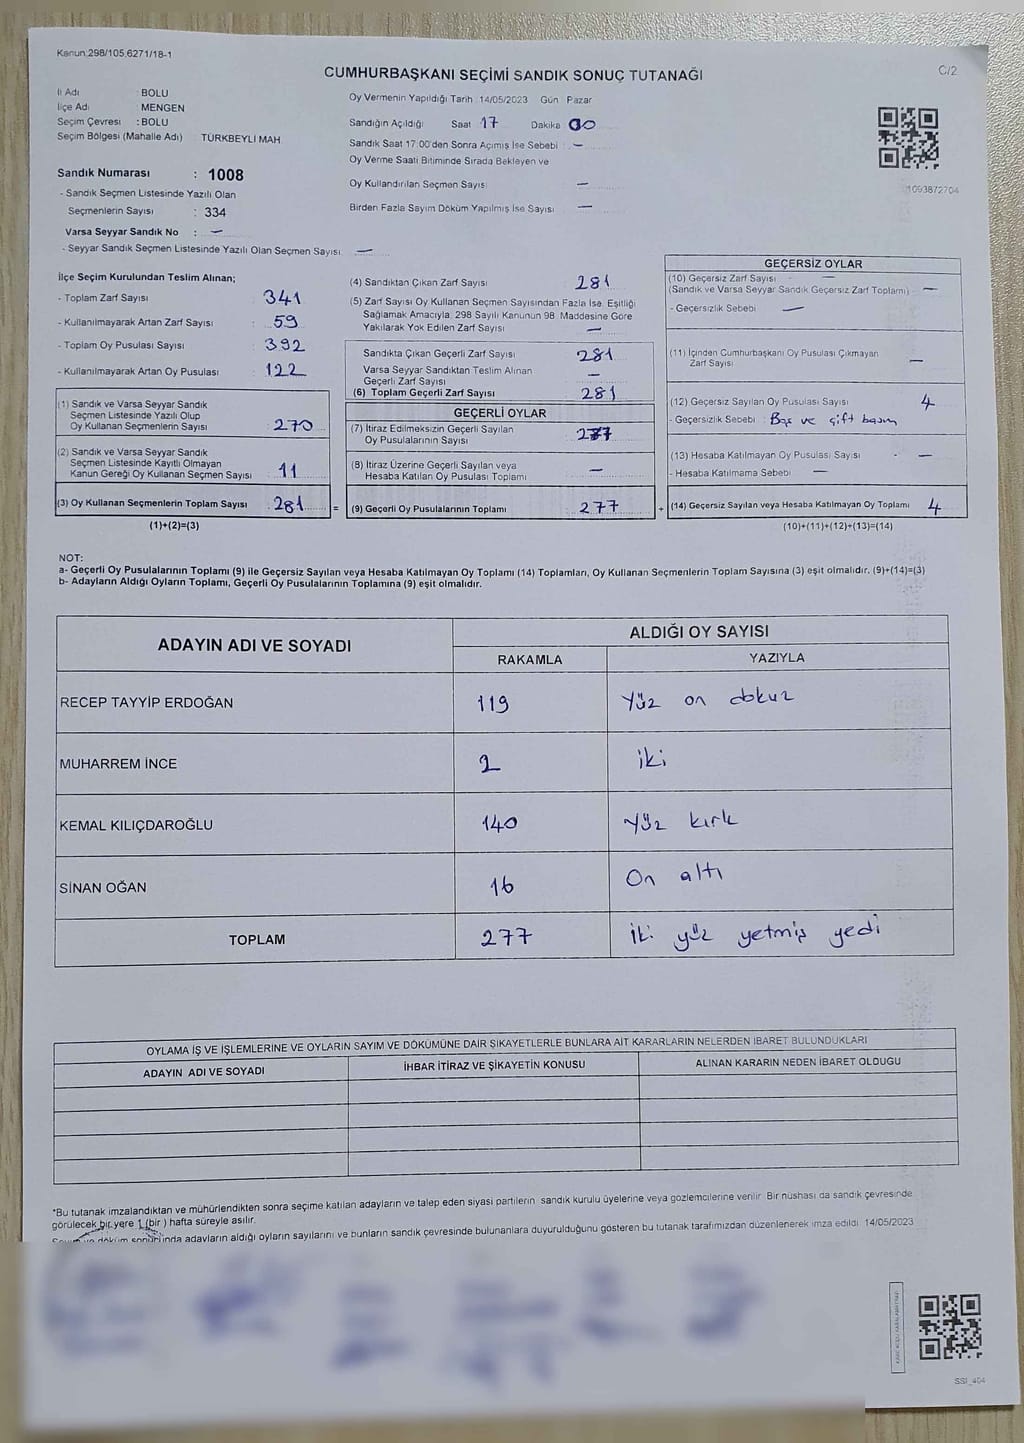 Kanun 298/105,6271/18-1
C/2
CUMHURBAŞKANI SEÇİMİ SANDIK SONUÇ TUTANAĞI
İl Adı : BOLU
İlçe Adı : MENGEN
Seçim Çevresi : BOLU
Seçim Bölgesi (Mahalle Adı) TÜRKBEYLİ MAH
Sandık Numarası : 1008
- Sandık Seçmen Listesinde Yazılı Olan
Seçmenlerin Sayısı : 334
Varsa Seyyar Sandık No : —
- Seyyar Sandık Seçmen Listesinde Yazılı Olan Seçmen Sayısı: —
Oy Vermenin Yapıldığı Tarih 14/05/2023 Gün Pazar
Sandığın Açıldığı Saat 17 Dakika 00
Sandık Saat 17:00'den Sonra Açımış İse Sebebi : —
Oy Verme Saati Bitiminde Sırada Bekleyen ve
Oy Kullandırılan Seçmen Sayısı —
Birden Fazla Sayım Döküm Yapılmış İse Sayısı —
1093872704
İlçe Seçim Kurulundan Teslim Alınan;
- Toplam Zarf Sayısı 341
- Kullanılmayarak Artan Zarf Sayısı : 59
- Toplam Oy Pusulası Sayısı : 392
- Kullanılmayarak Artan Oy Pusulası : 122
(1) Sandık ve Varsa Seyyar Sandık
Seçmen Listesinde Yazılı Olup
Oy Kullanan Seçmenlerin Sayısı : 270
(2) Sandık ve Varsa Seyyar Sandık
Seçmen Listesinde Kayıtlı Olmayan
Kanun Gereği Oy Kullanan Seçmen Sayısı : 11
(3) Oy Kullanan Seçmenlerin Toplam Sayısı : 281 =
(1)+(2)=(3)
(4) Sandıktan Çıkan Zarf Sayısı 281
(5) Zarf Sayısı Oy Kullanan Seçmen Sayısından Fazla İse, Eşitliği
Sağlamak Amacıyla, 298 Sayılı Kanunun 98. Maddesine Göre
Yakılarak Yok Edilen Zarf Sayısı —
Sandıkta Çıkan Geçerli Zarf Sayısı 281
Varsa Seyyar Sandıktan Teslim Alınan
Geçerli Zarf Sayısı —
(6) Toplam Geçerli Zarf Sayısı 281
GEÇERLİ OYLAR
(7) İtiraz Edilmeksizin Geçerli Sayılan
Oy Pusulalarının Sayısı 277
(8) İtiraz Üzerine Geçerli Sayılan veya
Hesaba Katılan Oy Pusulası Toplamı —
(9) Geçerli Oy Pusulalarının Toplamı 277 +
GEÇERSİZ OYLAR
(10) Geçersiz Zarf Sayısı —
(Sandık ve Varsa Seyyar Sandık Geçersiz Zarf Toplamı) —
- Geçersizlik Sebebi : —
(11) İçinden Cumhurbaşkanı Oy Pusulası Çıkmayan
Zarf Sayısı —
(12) Geçersiz Sayılan Oy Pusulası Sayısı 4
- Geçersizlik Sebebi : Boş ve çift basım
(13) Hesaba Katılmayan Oy Pusulası Sayısı —
- Hesaba Katılmama Sebebi : —
(14) Geçersiz Sayılan veya Hesaba Katılmayan Oy Toplamı 4
(10)+(11)+(12)+(13)=(14)
NOT:
a- Geçerli Oy Pusulalarının Toplamı (9) ile Geçersiz Sayılan veya Hesaba Katılmayan Oy Toplamı (14) Toplamları, Oy Kullanan Seçmenlerin Toplam Sayısına (3) eşit olmalıdır. (9)+(14)=(3)
b- Adayların Aldığı Oyların Toplamı, Geçerli Oy Pusulalarının Toplamına (9) eşit olmalıdır.
ADAYIN ADI VE SOYADI
ALDIĞI OY SAYISI
RAKAMLA YAZIYLA
RECEP TAYYİP ERDOĞAN 119 Yüz on dokuz
MUHARREM İNCE 2 iki
KEMAL KILIÇDAROĞLU 140 Yüz kırk
SİNAN OĞAN 16 On altı
TOPLAM 277 İki yüz yetmiş yedi
OYLAMA İŞ VE İŞLEMLERİNE VE OYLARIN SAYIM VE DÖKÜMÜNE DAİR ŞİKAYETLERLE BUNLARA AİT KARARLARIN NELERDEN İBARET BULUNDUKLARI
ADAYIN ADI VE SOYADI İHBAR İTİRAZ VE ŞİKAYETİN KONUSU ALINAN KARARIN NEDEN İBARET OLDUĞU
*Bu tutanak imzalandıktan ve mühürlendikten sonra seçime katılan adayların ve talep eden siyasi partilerin sandık kurulu üyelerine veya gözlemcilerine verilir. Bir nüshası da sandık çevresinde
görülecek bir yere 1 (bir ) hafta süreyle asılır.
Sayım ve döküm sonucunda adayların aldığı oyların sayılarını ve bunların sandık çevresinde bulunanlara duyurulduğunu gösteren bu tutanak tarafımızdan düzenlenerek imza edildi. 14/05/2023
SSI_404